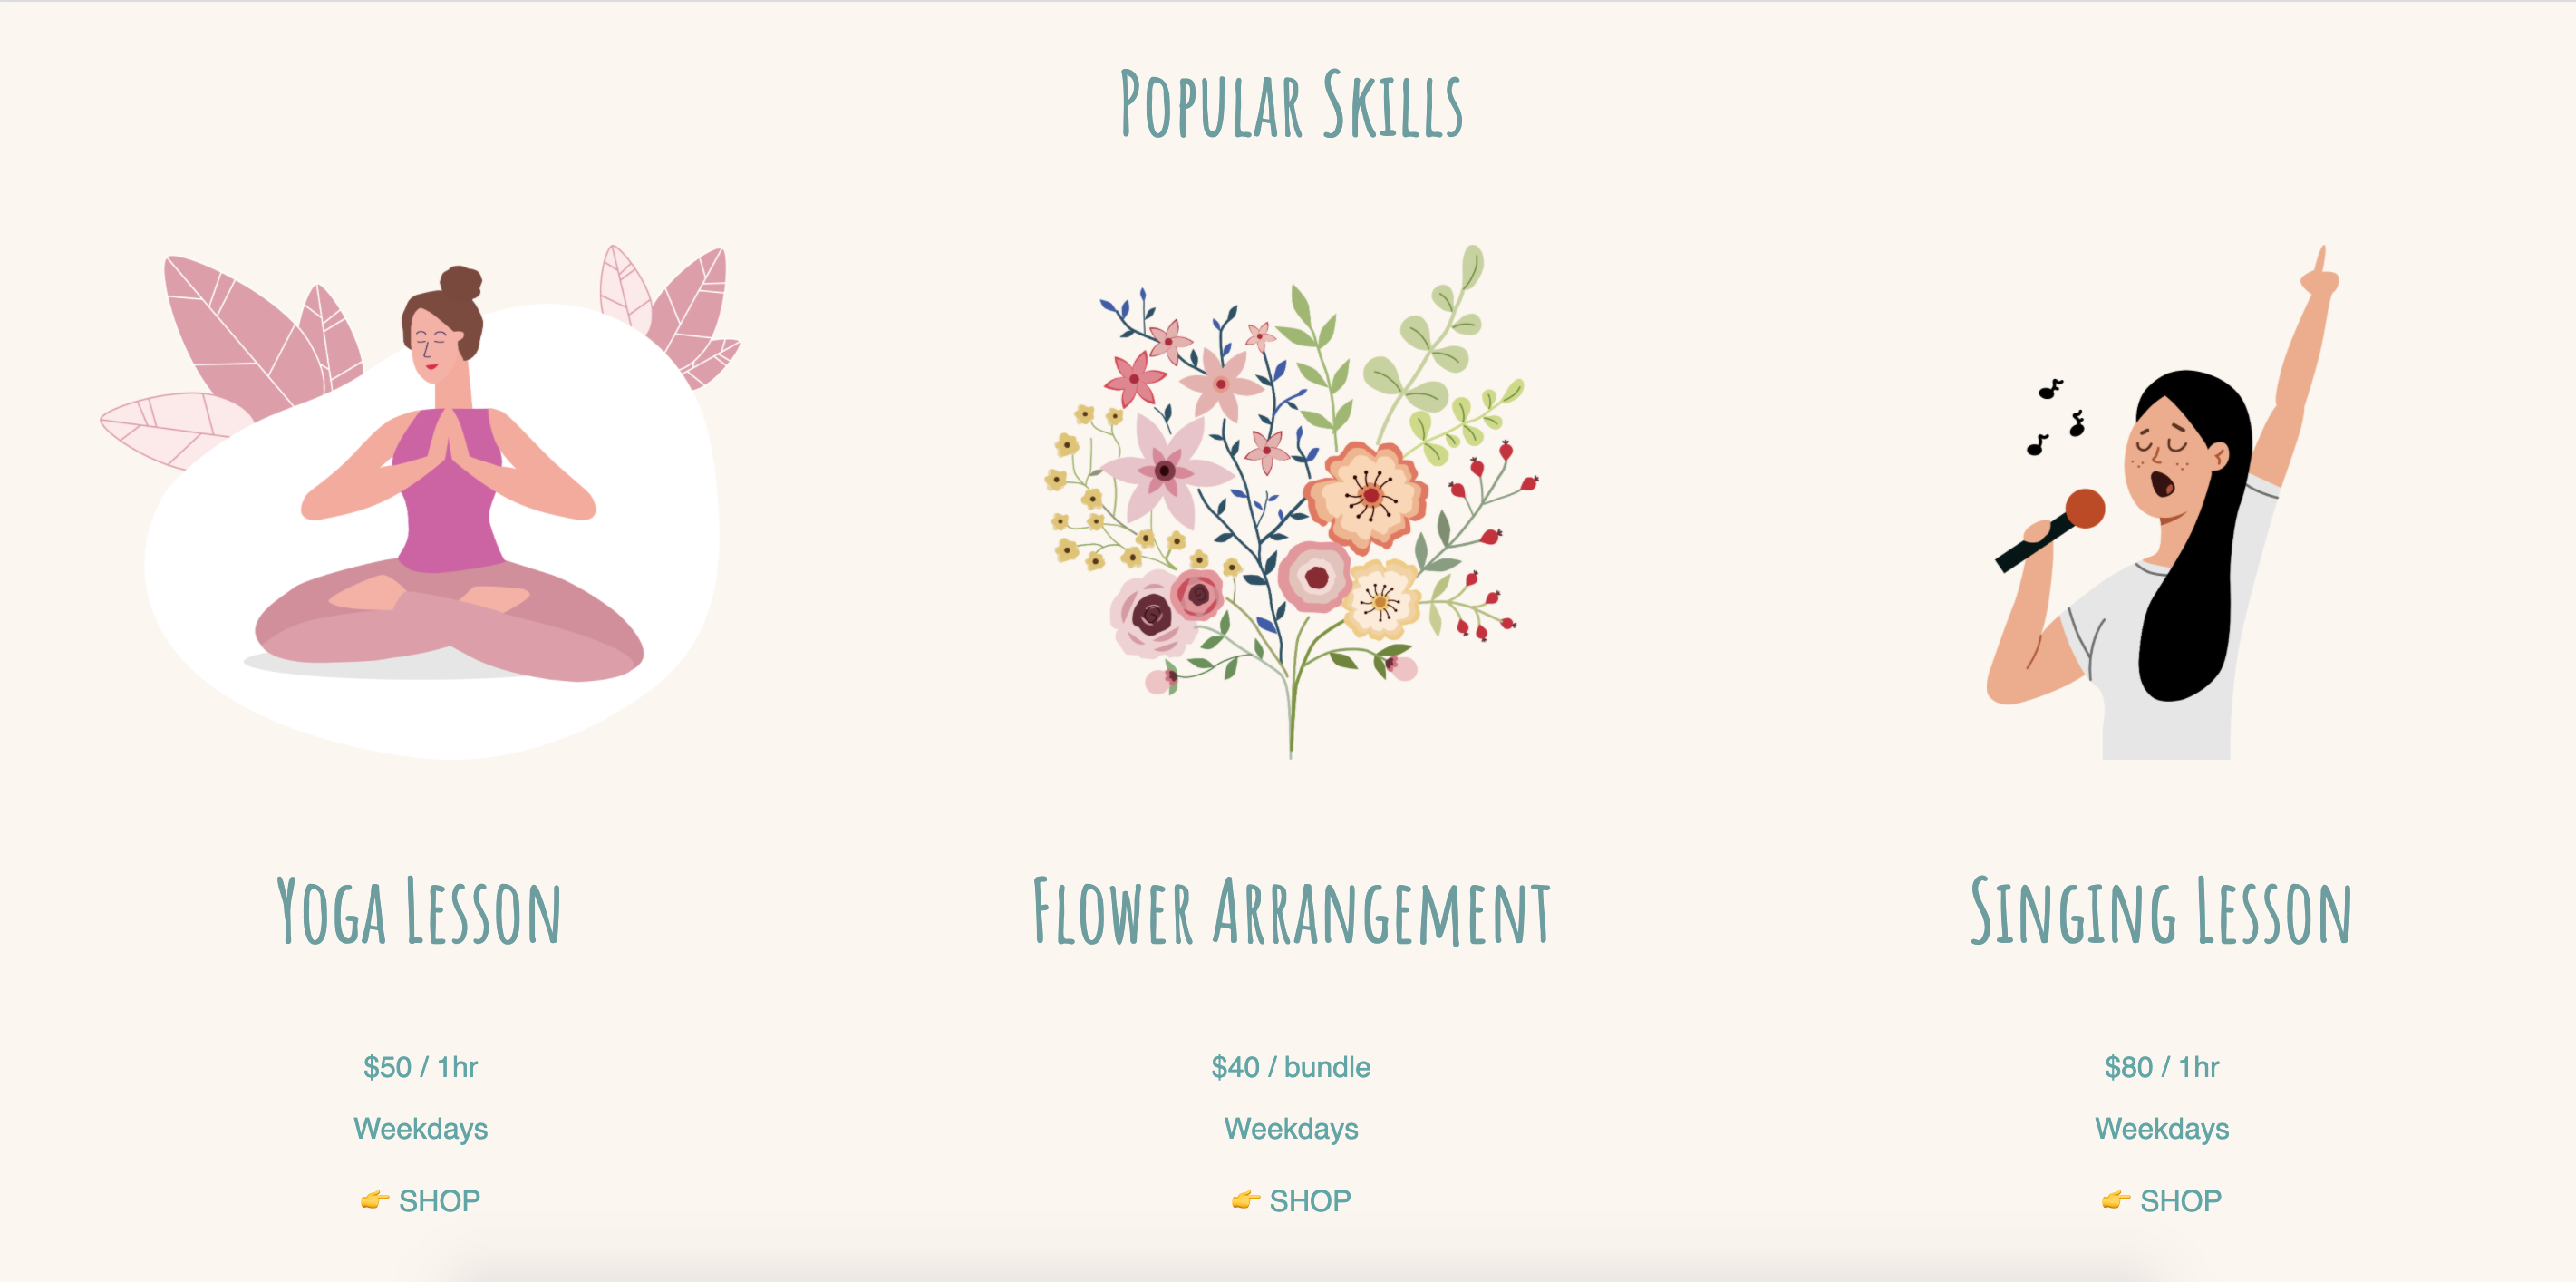 Popular Skills
Yoga Lesson
$50 / 1hr
Weekdays
👉 SHOP
Flower Arrangement
$40 / bundle
Weekdays
👉 SHOP
Singing Lesson
$80 / 1hr
Weekdays
👉 SHOP